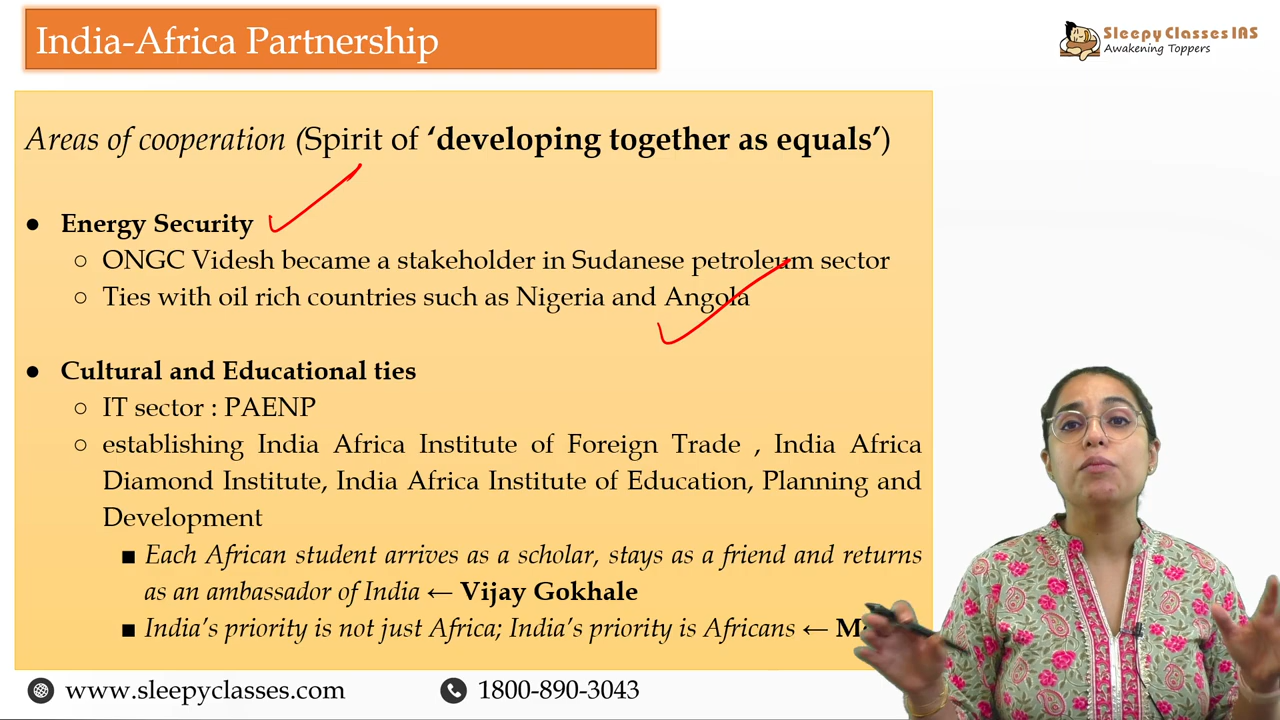 India-Africa Partnership
Sleepy Classes IAS
Awakening Toppers
Areas of cooperation (Spirit of ‘developing together as equals’)
● Energy Security
○ ONGC Videsh became a stakeholder in Sudanese petroleum sector
○ Ties with oil rich countries such as Nigeria and Angola
● Cultural and Educational ties
○ IT sector : PAENP
○ establishing India Africa Institute of Foreign Trade , India Africa
Diamond Institute, India Africa Institute of Education, Planning and
Development
■ Each African student arrives as a scholar, stays as a friend and returns
as an ambassador of India ← Vijay Gokhale
■ India’s priority is not just Africa; India’s priority is Africans ←
www.sleepyclasses.com
1800-890-3043